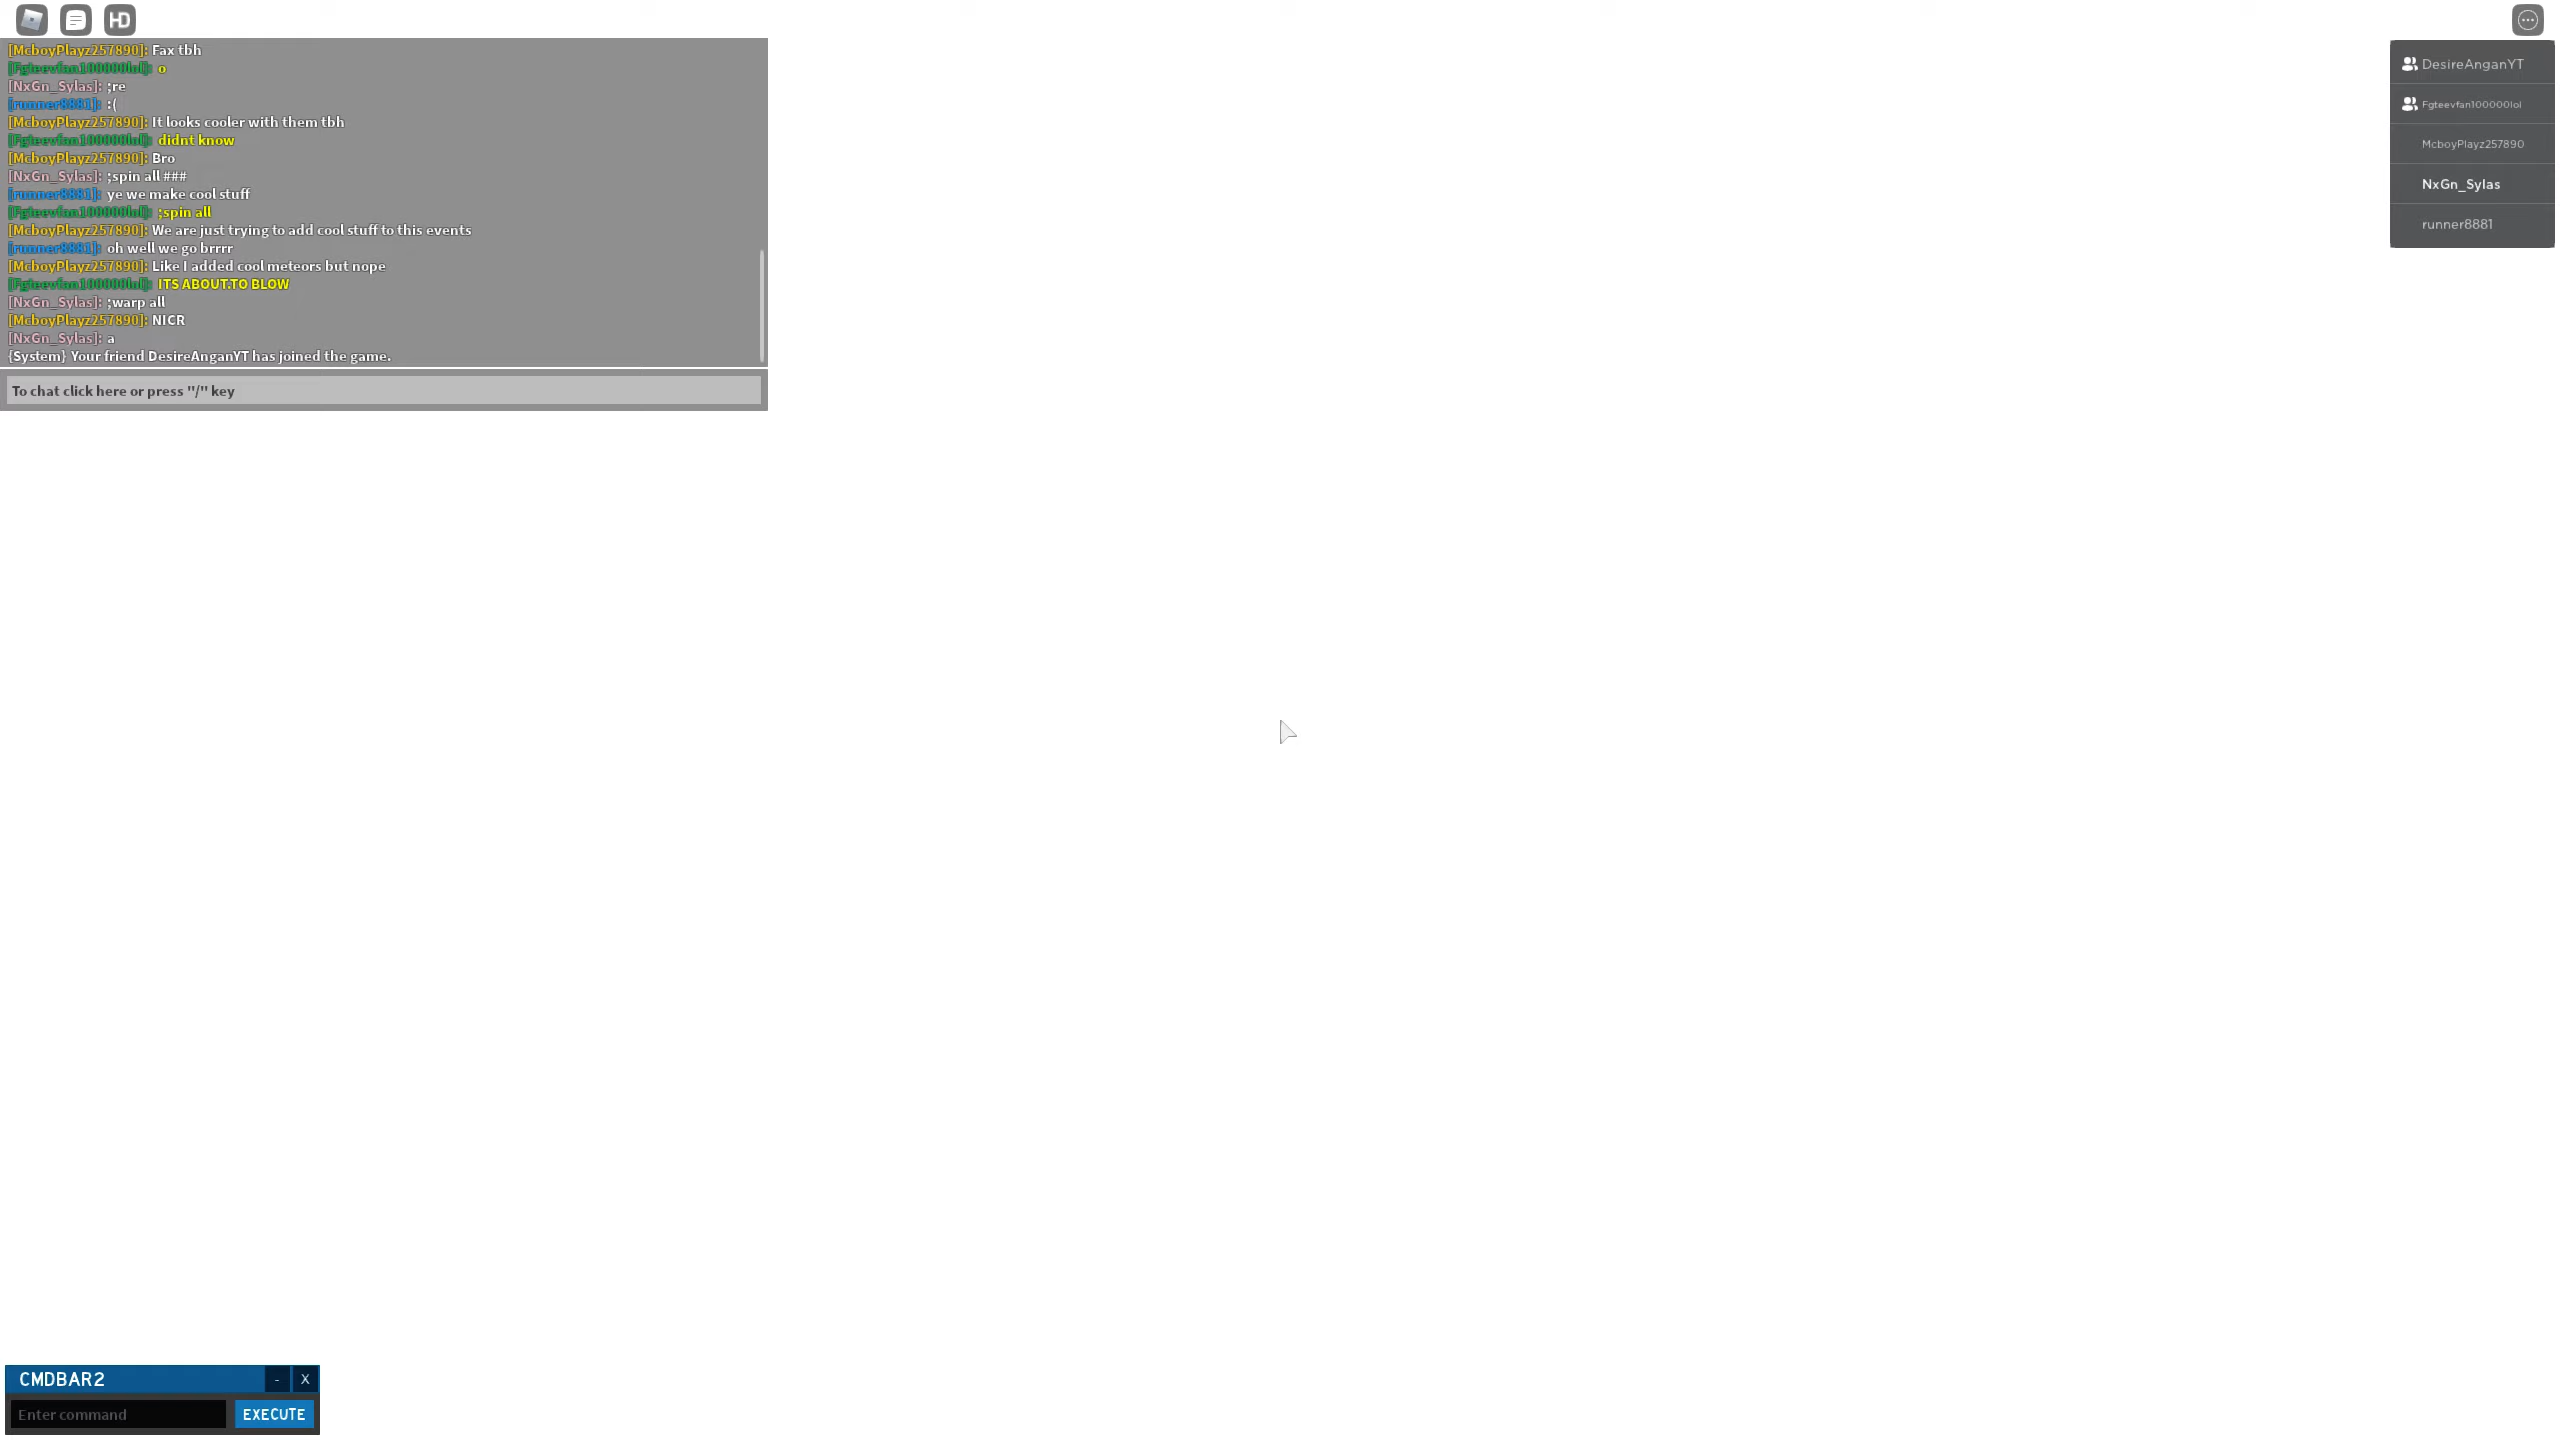 HD
[McboyPlayz257890]: Fax tbh
[Fgteevfan100000lol]: o
[NxGn_Sylas]: ;re
[runner8881]: :(
[McboyPlayz257890]: It looks cooler with them tbh
[Fgteevfan100000lol]: didnt know
[McboyPlayz257890]: Bro
[NxGn_Sylas]: ;spin all ###
[runner8881]: ye we make cool stuff
[Fgteevfan100000lol]: ;spin all
[McboyPlayz257890]: We are just trying to add cool stuff to this events
[runner8881]: oh well we go brrrr
[McboyPlayz257890]: Like I added cool meteors but nope
[Fgteevfan100000lol]: ITS ABOUT.TO BLOW
[NxGn_Sylas]: ;warp all
[McboyPlayz257890]: NICR
[NxGn_Sylas]: a
{System} Your friend DesireAnganYT has joined the game.
To chat click here or press "/" key
DesireAnganYT
Fgteevfan100000lol
McboyPlayz257890
NxGn_Sylas
runner8881
CMDBAR2
- X
Enter command
EXECUTE